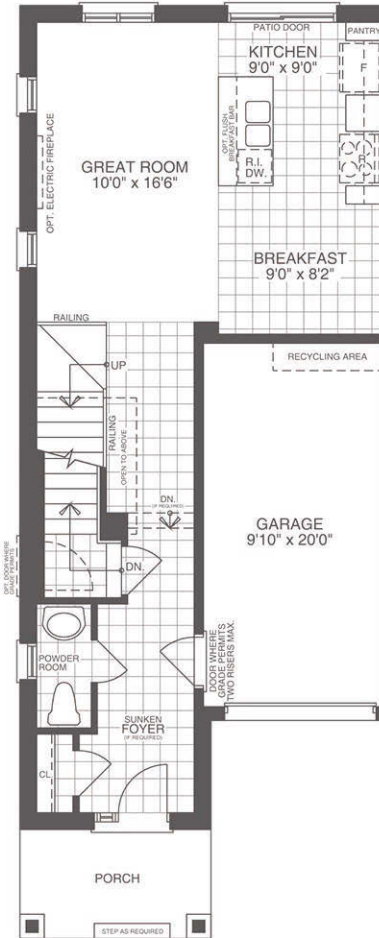 PATIO DOOR
PANTRY
KITCHEN
9'0" x 9'0"
F
OPT. FLUSH
BREAKFAST BAR
R.I.
DW.
R
OPT. ELECTRIC FIREPLACE
GREAT ROOM
10'0" x 16'6"
BREAKFAST
9'0" x 8'2"
RAILING
UP
RECYCLING AREA
RAILING
OPEN TO ABOVE
DN.
(IF REQUIRED)
GARAGE
9'10" x 20'0"
OPT. DOOR WHERE
GRADE PERMITS
DN.
POWDER
ROOM
DOOR WHERE
GRADE PERMITS
TWO RISERS MAX.
SUNKEN
FOYER
(IF REQUIRED)
CL
PORCH
STEP AS REQUIRED